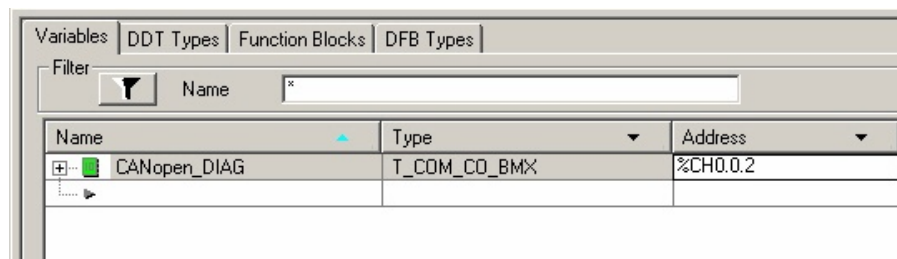 Variables DDT Types Function Blocks DFB Types
Filter
Name *
Name Type Address
CANopen_DIAG T_COM_CO_BMX %CH0.0.2